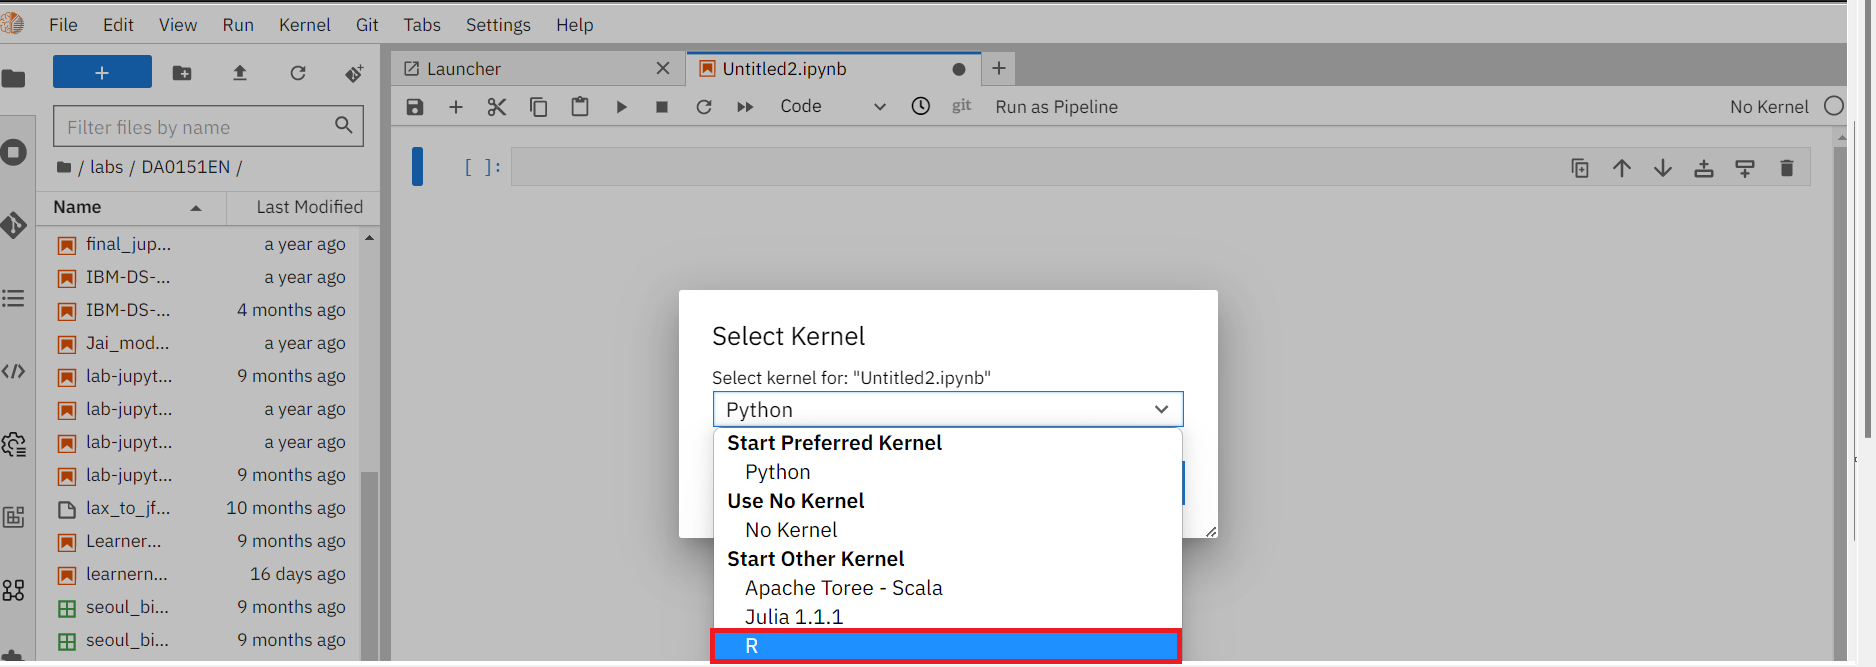 File Edit View Run Kernel Git Tabs Settings Help
+
Launcher
Untitled2.ipynb
+
Code
git
Run as Pipeline
No Kernel
Filter files by name
/ labs / DA0151EN /
Name Last Modified
final_jup... a year ago
IBM-DS-... a year ago
IBM-DS-... 4 months ago
Jai_mod... a year ago
lab-jupyt... 9 months ago
lab-jupyt... a year ago
lab-jupyt... a year ago
lab-jupyt... 9 months ago
lax_to_jf... 10 months ago
Learner... 9 months ago
learnern... 16 days ago
seoul_bi... 9 months ago
seoul_bi... 9 months ago
[ ]:
Select Kernel
Select kernel for: "Untitled2.ipynb"
Python
Start Preferred Kernel
Python
Use No Kernel
No Kernel
Start Other Kernel
Apache Toree - Scala
Julia 1.1.1
R